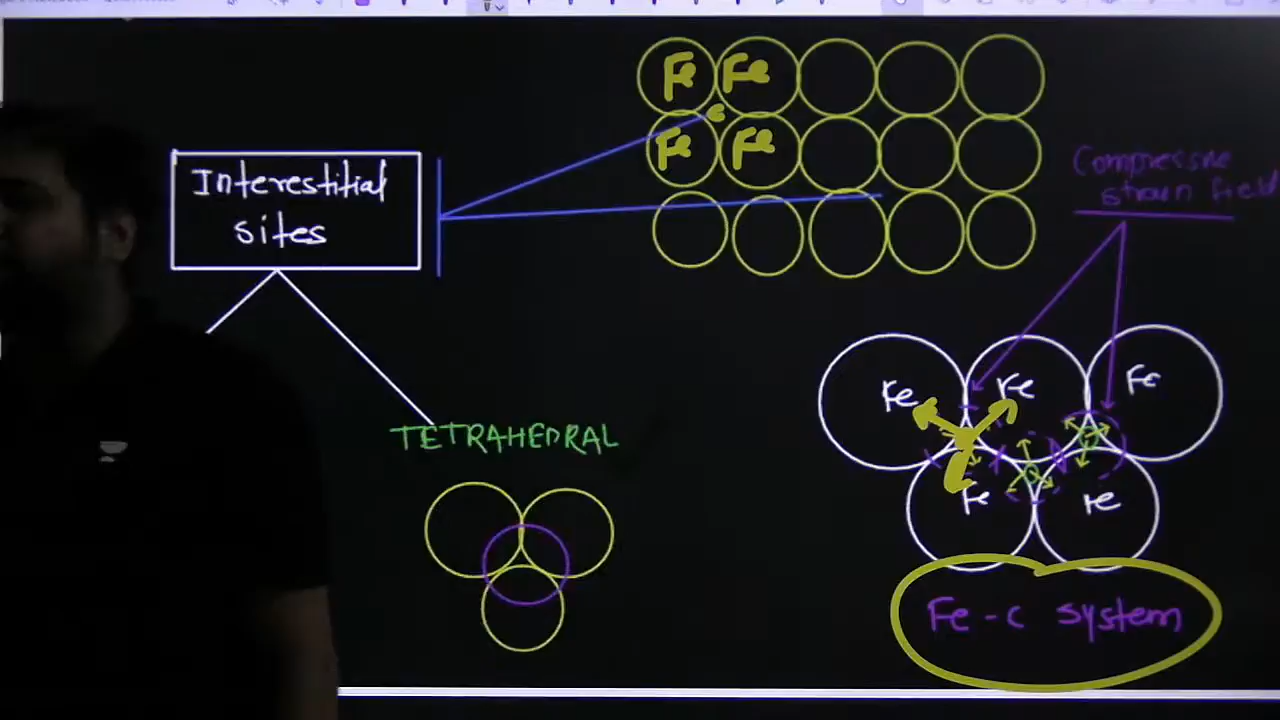 Fe Fe
c
Fe Fe
Interestitial
sites
Compressive
strain field
TETRAHEDRAL
Fe Fe Fe
Fe Fe
Fe-C system